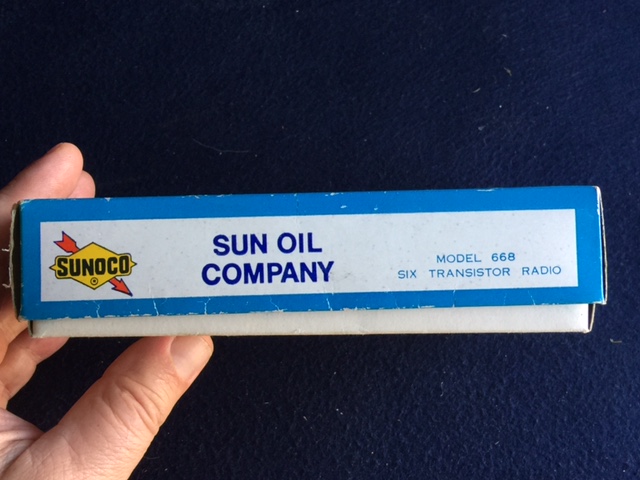 SUNOCO
®
SUN OIL
COMPANY
MODEL 668
SIX TRANSISTOR RADIO